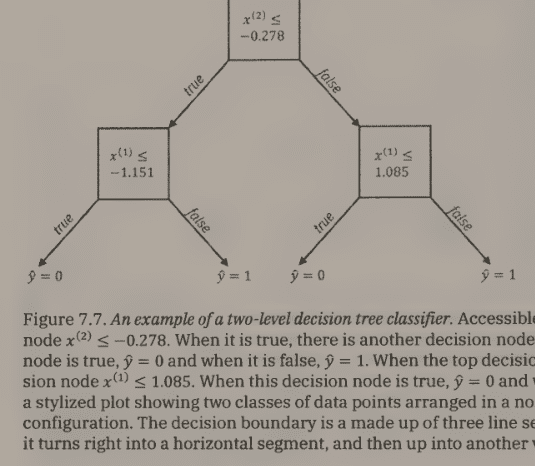 x⁽²⁾ ≤
−0.278
true
false
x⁽¹⁾ ≤
−1.151
x⁽¹⁾ ≤
1.085
true
false
true
false
ŷ = 0
ŷ = 1
ŷ = 0
ŷ = 1
Figure 7.7. An example of a two-level decision tree classifier. Accessible
node x⁽²⁾ ≤ −0.278. When it is true, there is another decision node
node is true, ŷ = 0 and when it is false, ŷ = 1. When the top decisio
sion node x⁽¹⁾ ≤ 1.085. When this decision node is true, ŷ = 0 and
a stylized plot showing two classes of data points arranged in a no
configuration. The decision boundary is a made up of three line se
it turns right into a horizontal segment, and then up into another